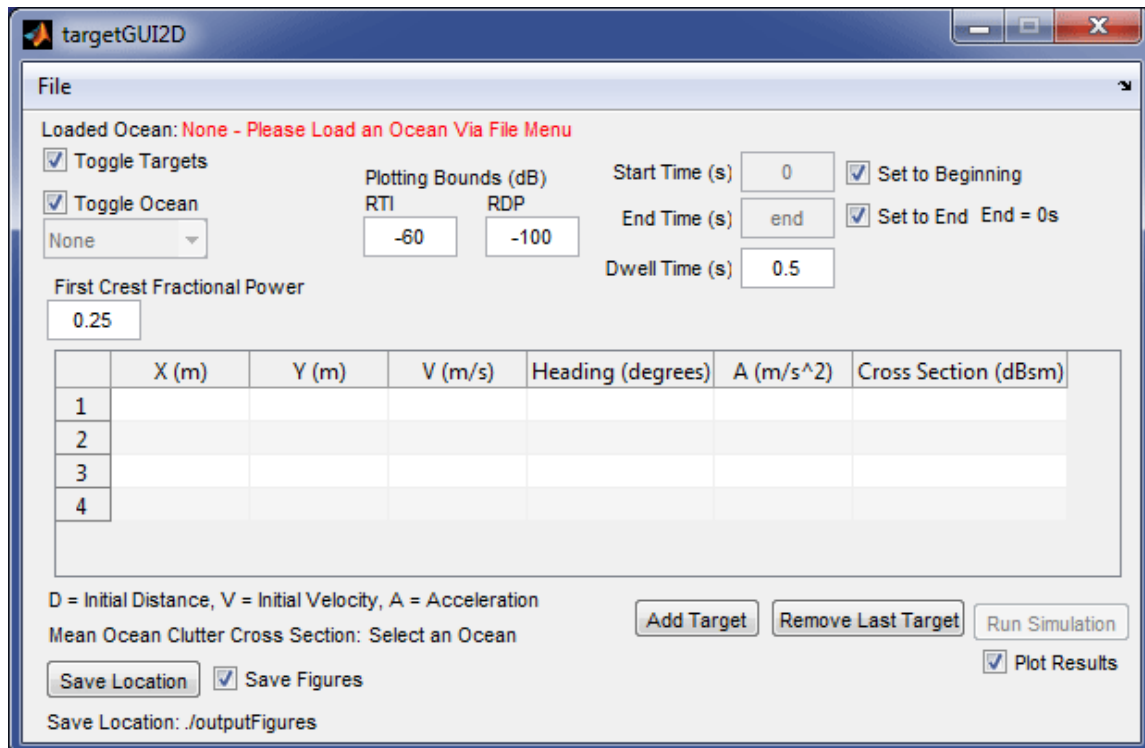 targetGUI2D
File
Loaded Ocean: None - Please Load an Ocean Via File Menu
Toggle Targets
Toggle Ocean
None
Plotting Bounds (dB)
RTI RDP
-60 -100
Start Time (s) 0 Set to Beginning
End Time (s) end Set to End End = 0s
Dwell Time (s) 0.5
First Crest Fractional Power
0.25
X (m) Y (m) V (m/s) Heading (degrees) A (m/s^2) Cross Section (dBsm)
1
2
3
4
D = Initial Distance, V = Initial Velocity, A = Acceleration
Mean Ocean Clutter Cross Section: Select an Ocean
Add Target Remove Last Target Run Simulation
Plot Results
Save Location Save Figures
Save Location: ./outputFigures